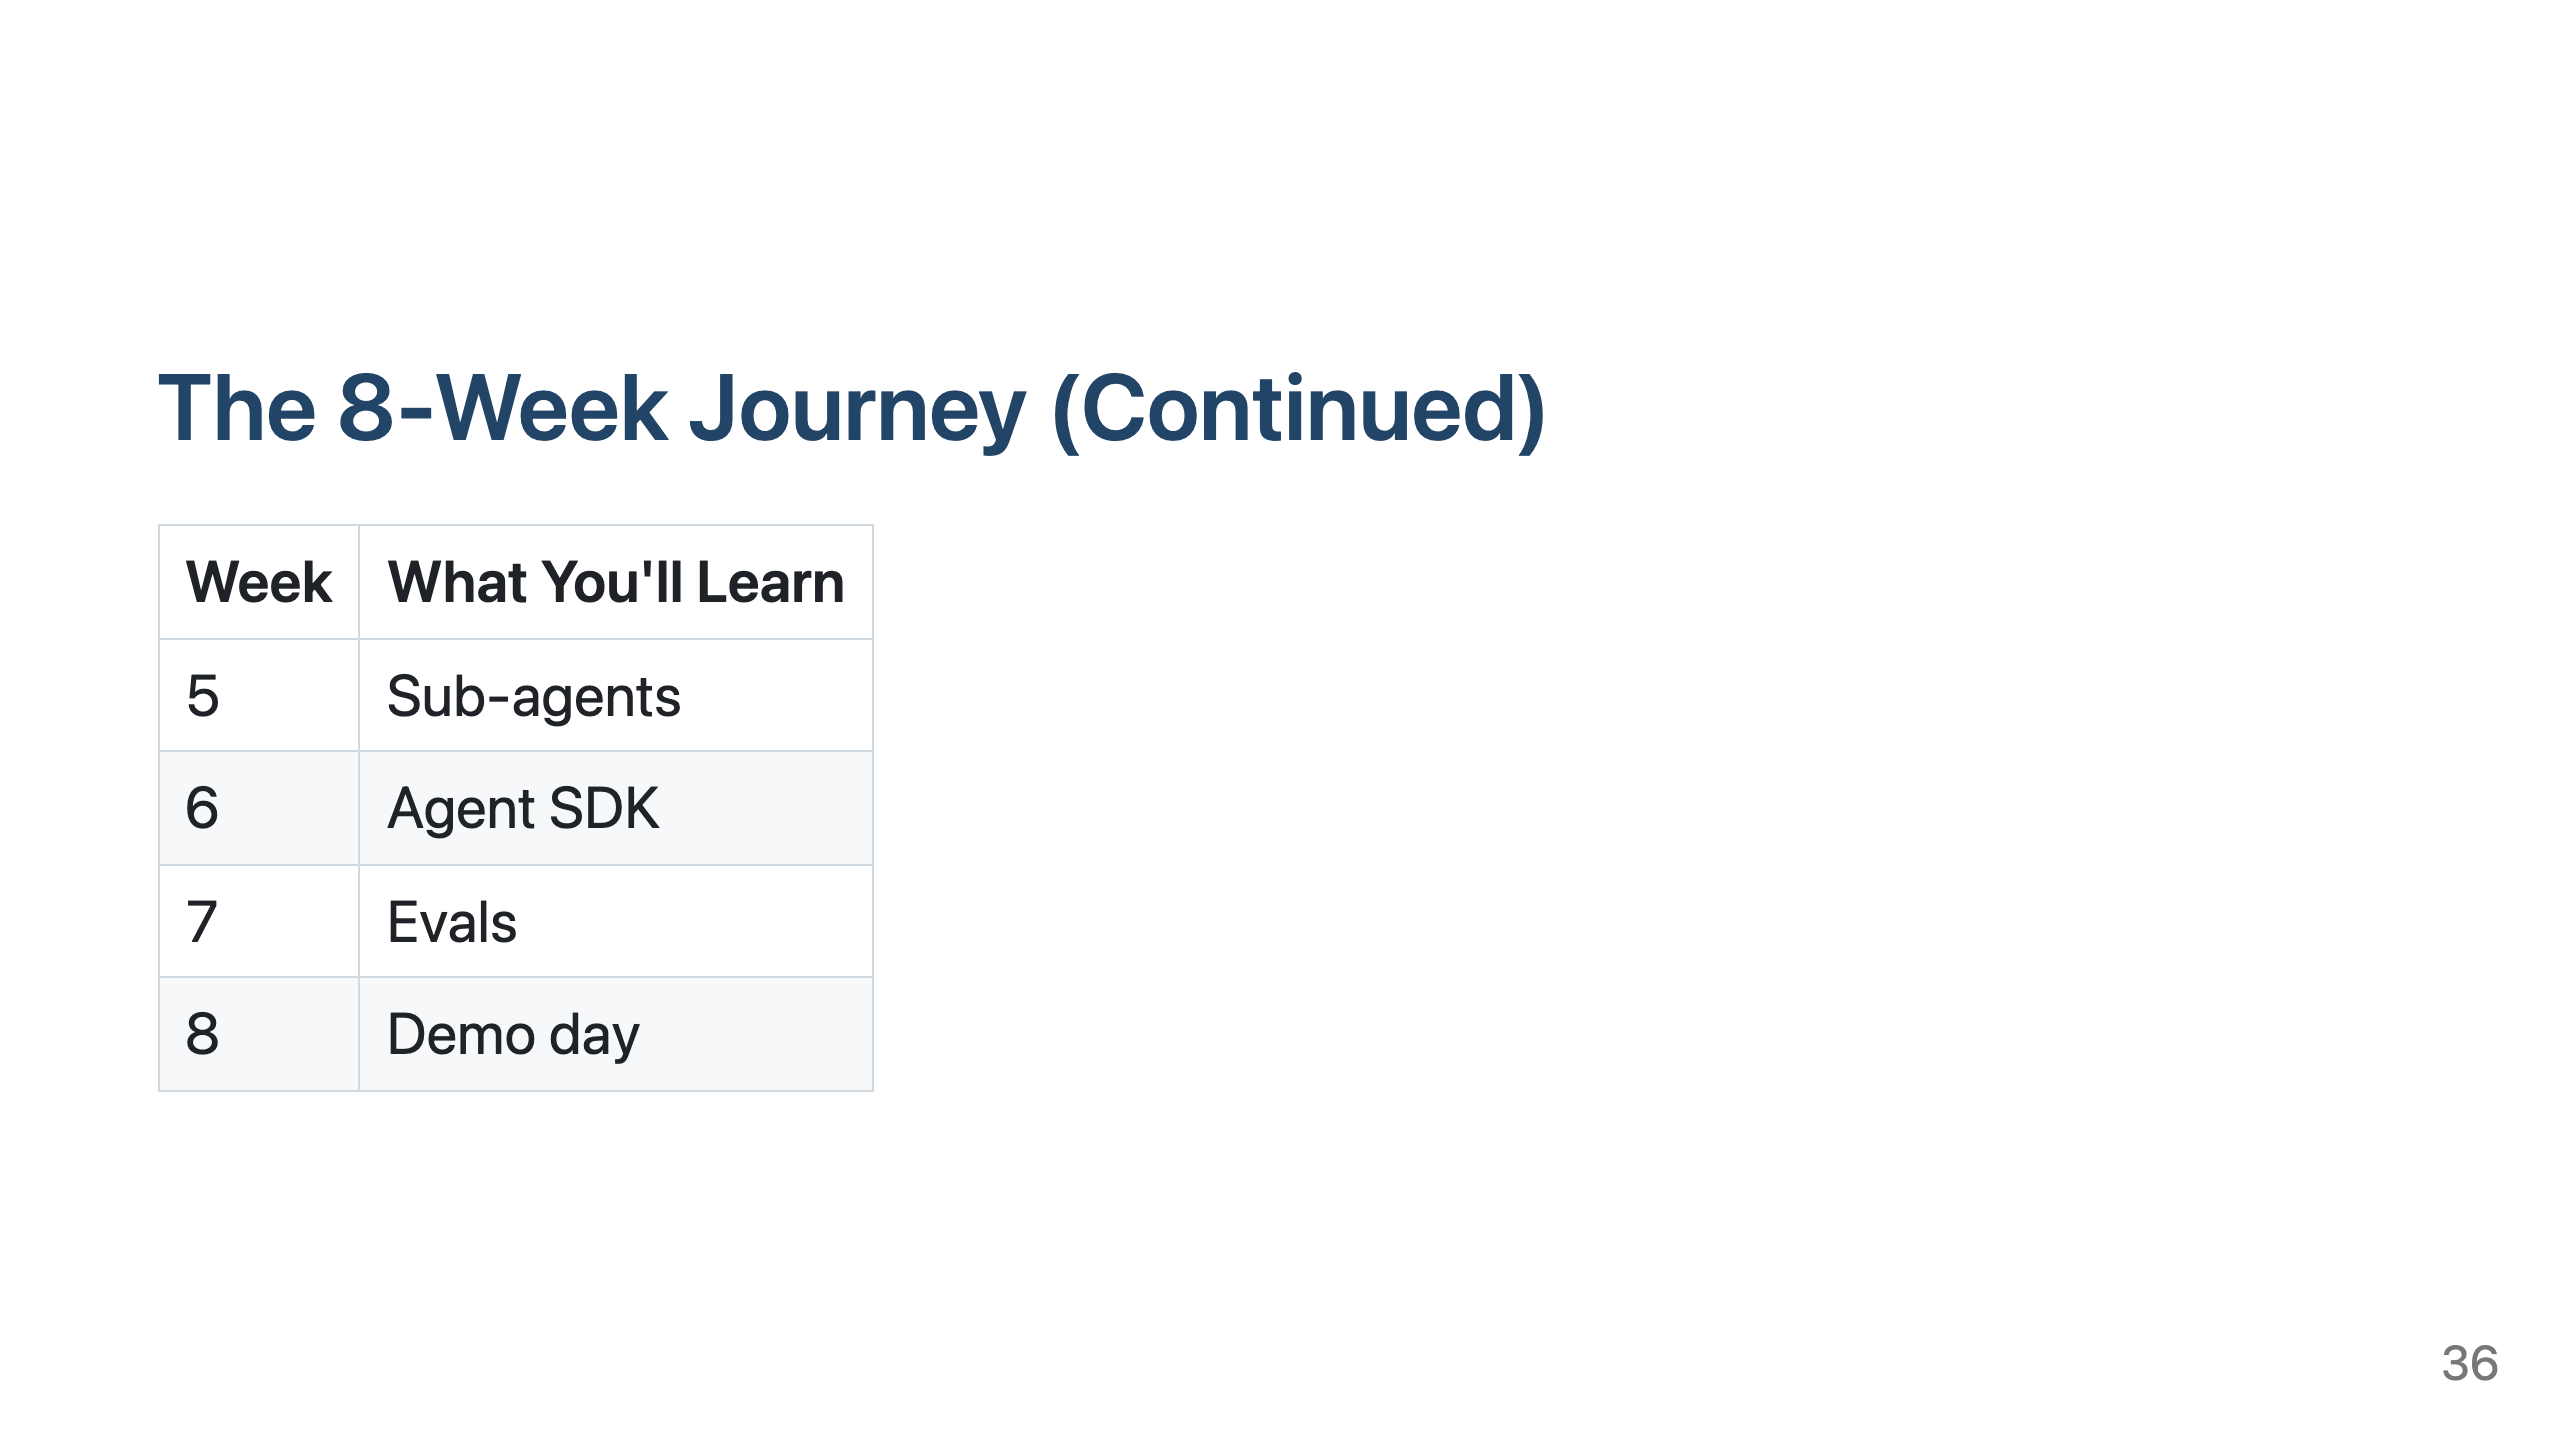 The 8-Week Journey (Continued)
Week What You'll Learn
5 Sub-agents
6 Agent SDK
7 Evals
8 Demo day
36